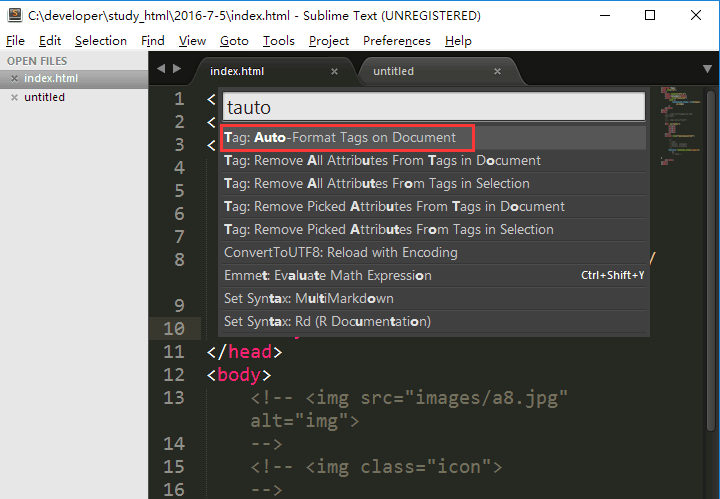 C:\developer\study_html\2016-7-5\index.html - Sublime Text (UNREGISTERED)
File Edit Selection Find View Goto Tools Project Preferences Help
OPEN FILES
index.html
untitled
index.html untitled
tauto
Tag: Auto-Format Tags on Document
Tag: Remove All Attributes From Tags in Document
Tag: Remove All Attributes From Tags in Selection
Tag: Remove Picked Attributes From Tags in Document
Tag: Remove Picked Attributes From Tags in Selection
ConvertToUTF8: Reload with Encoding
Emmet: Evaluate Math Expression Ctrl+Shift+Y
Set Syntax: MultiMarkdown
Set Syntax: Rd (R Documentation)
1 <
2 <
3 <
4
5
6
7
8 /
9
10
11 </head>
12 <body>
13 <!-- <img src="images/a8.jpg"
alt="img">
14 -->
15 <!-- <img class="icon">
16 -->